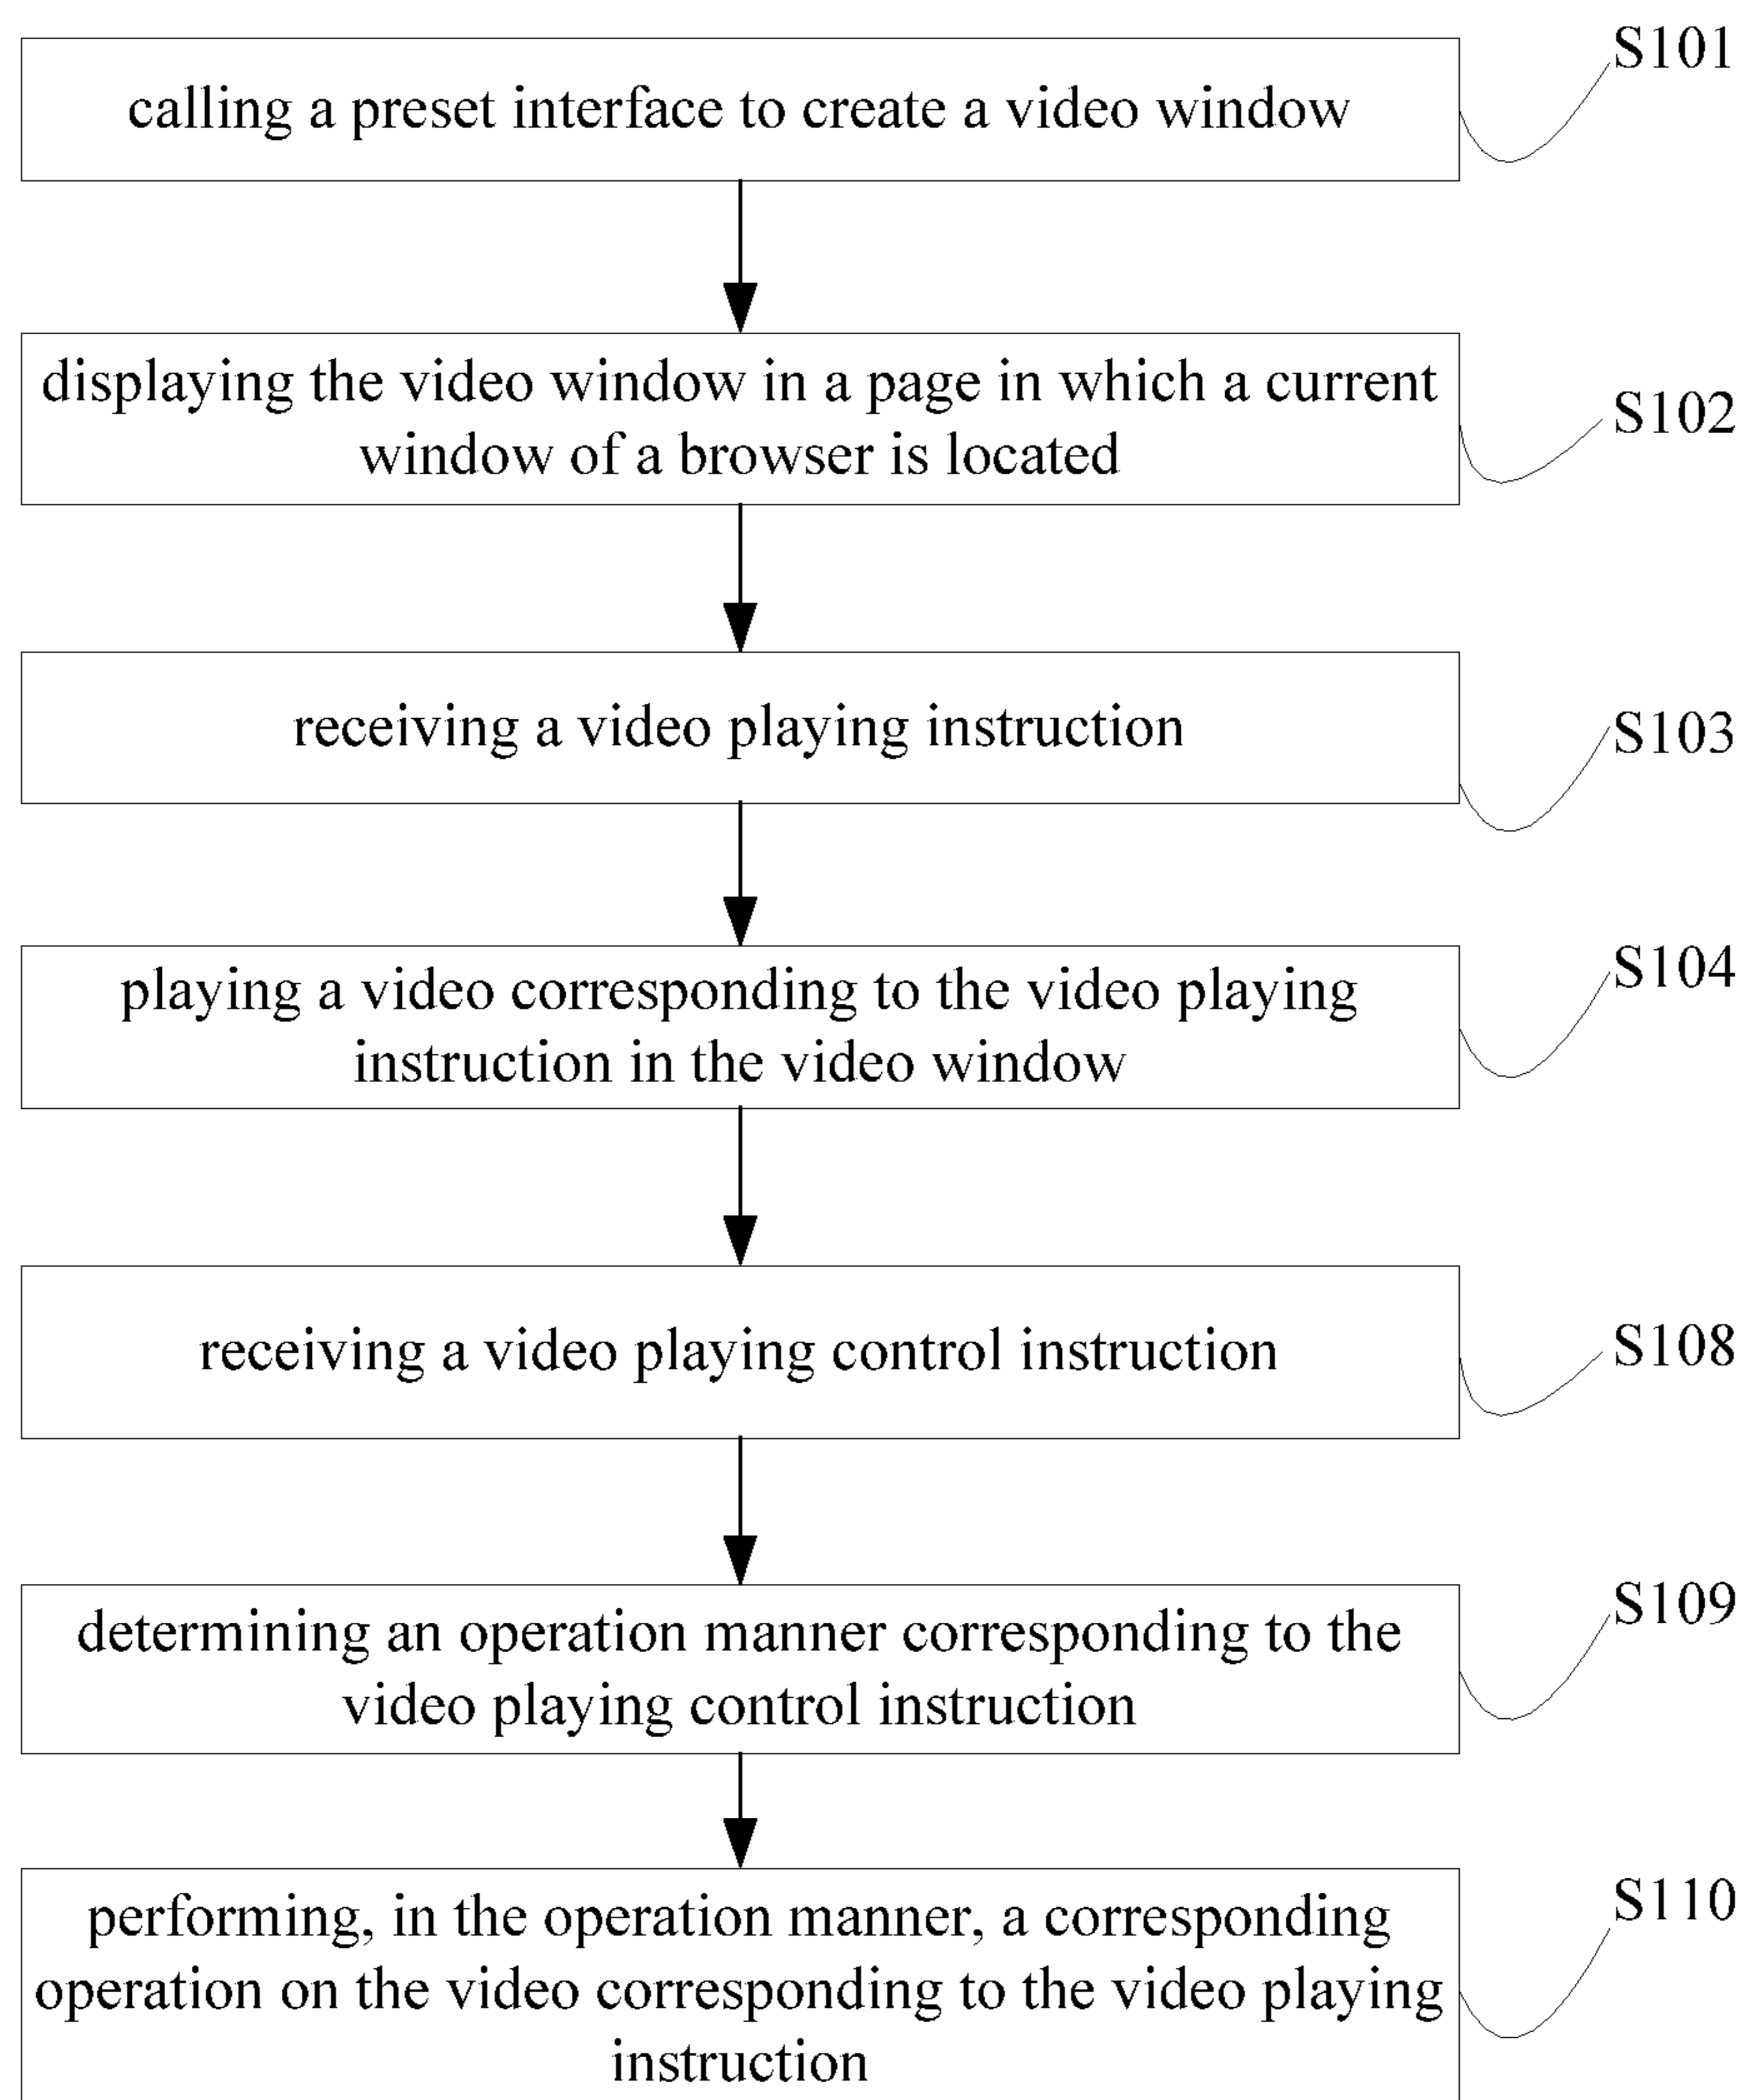 S101
calling a preset interface to create a video window
displaying the video window in a page in which a current
window of a browser is located
S102
receiving a video playing instruction
S103
playing a video corresponding to the video playing
instruction in the video window
S104
receiving a video playing control instruction
S108
determining an operation manner corresponding to the
video playing control instruction
S109
performing, in the operation manner, a corresponding
operation on the video corresponding to the video playing
instruction
S110